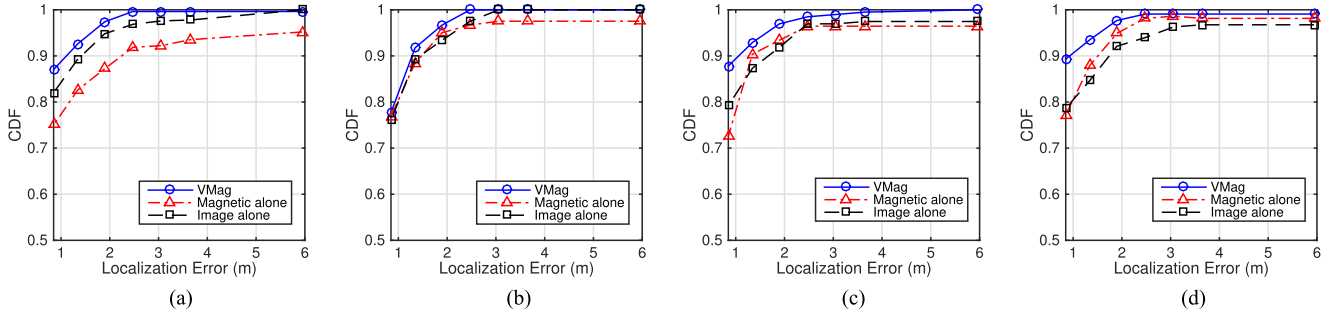 1
0.9
0.8
0.7
0.6
0.5
CDF
1 2 3 4 5 6
Localization Error (m)
VMag
Magnetic alone
Image alone
(a)
1
0.9
0.8
0.7
0.6
0.5
CDF
1 2 3 4 5 6
Localization Error (m)
VMag
Magnetic alone
Image alone
(b)
1
0.9
0.8
0.7
0.6
0.5
CDF
1 2 3 4 5 6
Localization Error (m)
VMag
Magnetic alone
Image alone
(c)
1
0.9
0.8
0.7
0.6
0.5
CDF
1 2 3 4 5 6
Localization Error (m)
VMag
Magnetic alone
Image alone
(d)